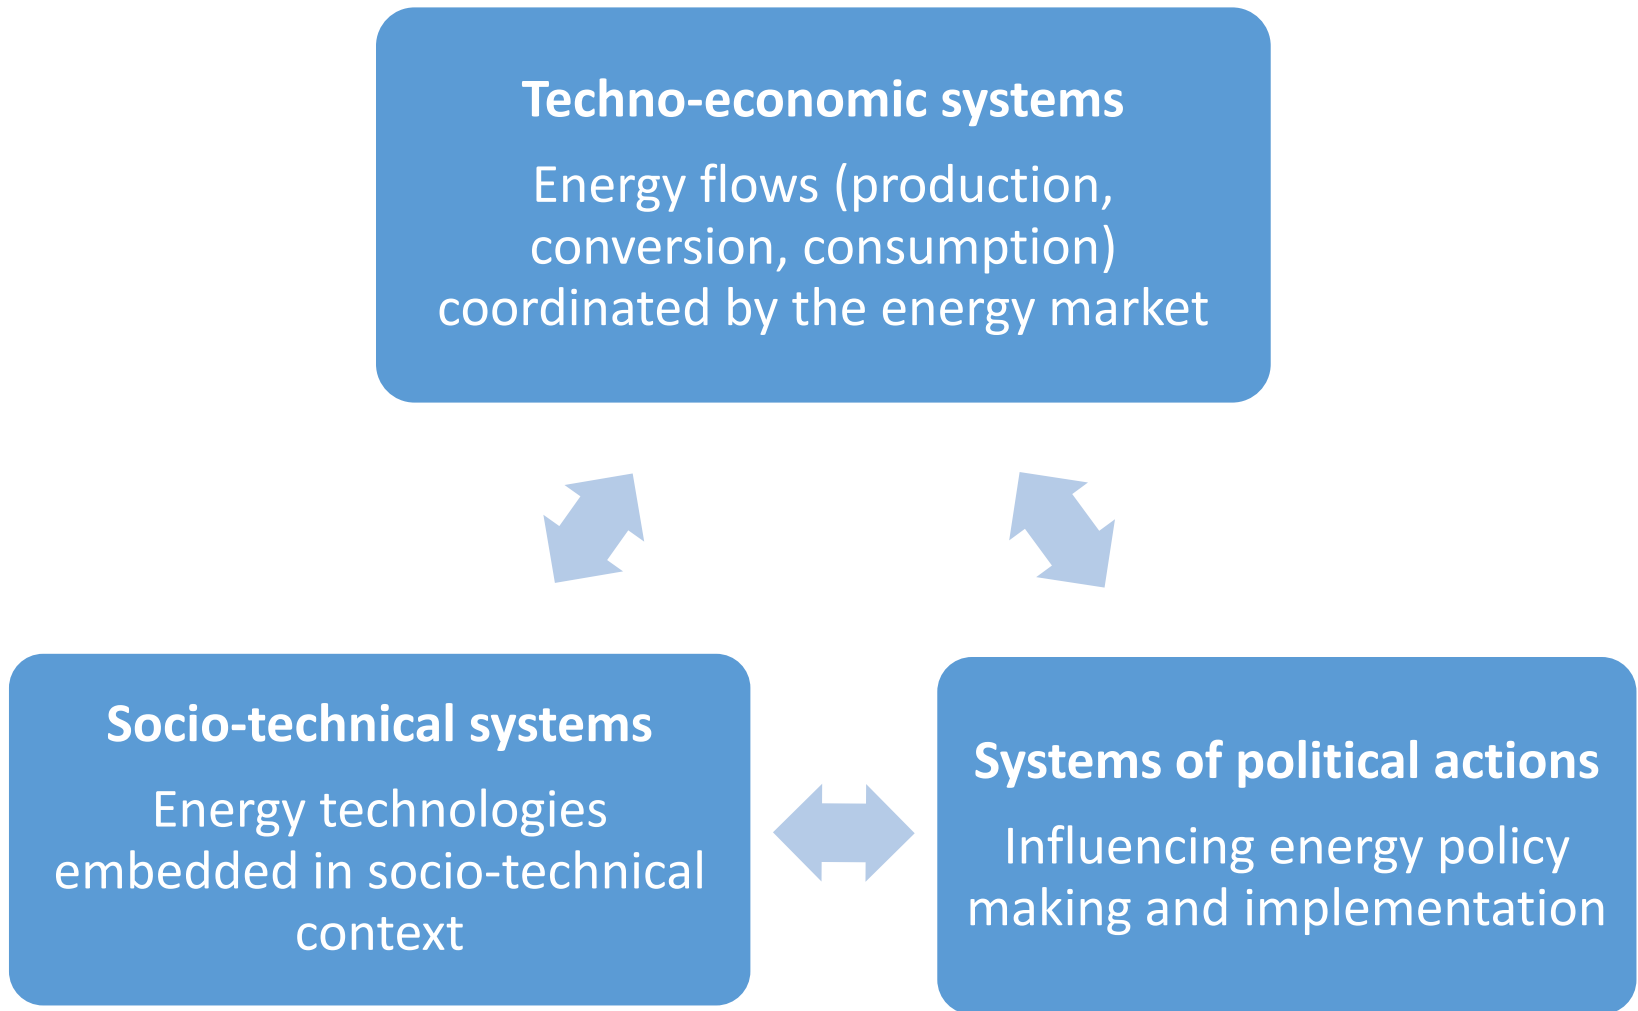 Techno-economic systems
Energy flows (production,
conversion, consumption)
coordinated by the energy market
Socio-technical systems
Energy technologies
embedded in socio-technical
context
Systems of political actions
Influencing energy policy
making and implementation